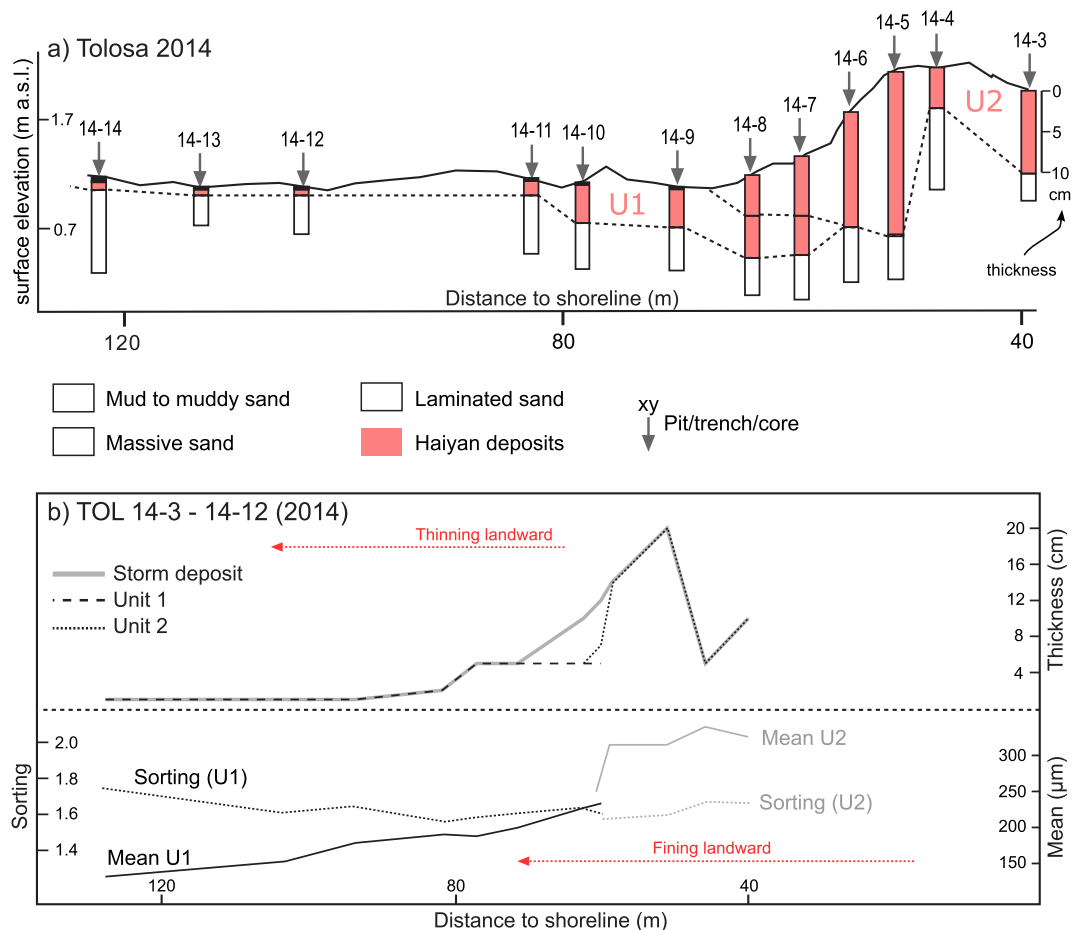 a) Tolosa 2014
surface elevation (m a.s.l.)
1.7
0.7
14-14
14-13
14-12
14-11
14-10
14-9
14-8
14-7
14-6
14-5
14-4
14-3
U1
U2
0
5
10
cm
thickness
Distance to shoreline (m)
120
80
40
Mud to muddy sand
Laminated sand
xy
Pit/trench/core
Massive sand
Haiyan deposits
b) TOL 14-3 - 14-12 (2014)
Thinning landward
Storm deposit
Unit 1
Unit 2
20
16
12
8
4
Thickness (cm)
2.0
1.8
1.6
1.4
Sorting
Sorting (U1)
Mean U1
Mean U2
Sorting (U2)
Fining landward
300
250
200
150
Mean (µm)
120
80
40
Distance to shoreline (m)